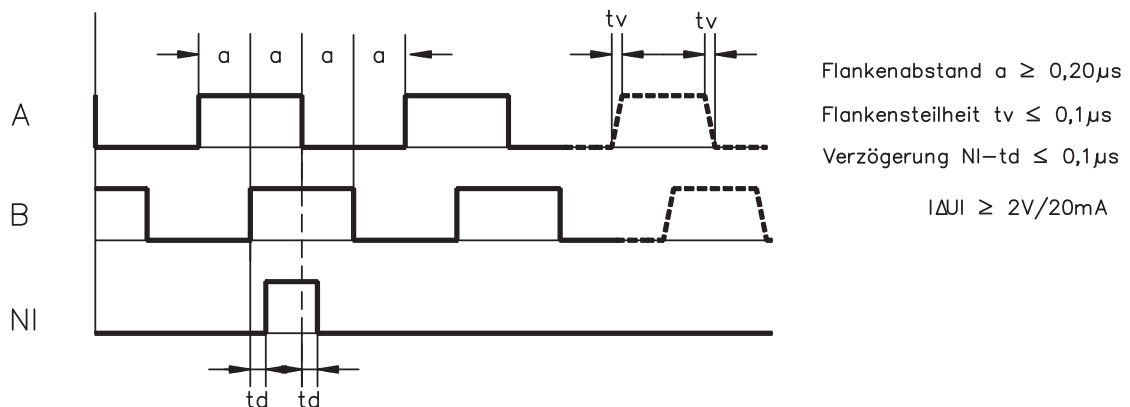 tv tv
a a a a
Flankenabstand a ≥ 0,20µs
A
Flankensteilheit tv ≤ 0,1µs
Verzögerung NI-td ≤ 0,1µs
B
|ΔU| ≥ 2V/20mA
NI
td td